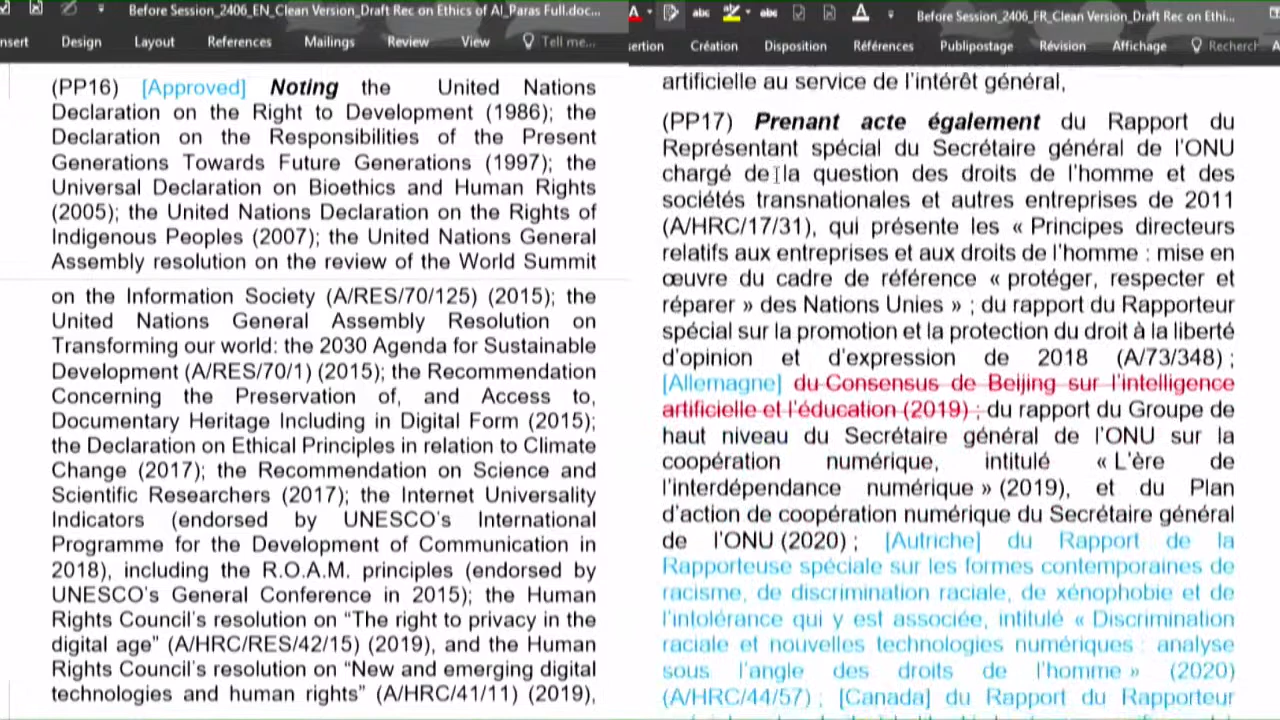 Before Session_2406_EN_Clean Version_Draft Rec on Ethics of AI_Paras Full.doc...
Design Layout References Mailings Review View Tell me...
(PP16) [Approved] Noting the United Nations
Declaration on the Right to Development (1986); the
Declaration on the Responsibilities of the Present
Generations Towards Future Generations (1997); the
Universal Declaration on Bioethics and Human Rights
(2005); the United Nations Declaration on the Rights of
Indigenous Peoples (2007); the United Nations General
Assembly resolution on the review of the World Summit
on the Information Society (A/RES/70/125) (2015); the
United Nations General Assembly Resolution on
Transforming our world: the 2030 Agenda for Sustainable
Development (A/RES/70/1) (2015); the Recommendation
Concerning the Preservation of, and Access to,
Documentary Heritage Including in Digital Form (2015);
the Declaration on Ethical Principles in relation to Climate
Change (2017); the Recommendation on Science and
Scientific Researchers (2017); the Internet Universality
Indicators (endorsed by UNESCO's International
Programme for the Development of Communication in
2018), including the R.O.A.M. principles (endorsed by
UNESCO's General Conference in 2015); the Human
Rights Council's resolution on “The right to privacy in the
digital age” (A/HRC/RES/42/15) (2019), and the Human
Rights Council's resolution on “New and emerging digital
technologies and human rights” (A/HRC/41/11) (2019),
Before Session_2406_FR_Clean Version_Draft Rec on Ethi...
Création Disposition Références Publipostage Révision Affichage
artificielle au service de l'intérêt général,
(PP17) Prenant acte également du Rapport du
Représentant spécial du Secrétaire général de l'ONU
chargé de la question des droits de l'homme et des
sociétés transnationales et autres entreprises de 2011
(A/HRC/17/31), qui présente les « Principes directeurs
relatifs aux entreprises et aux droits de l'homme : mise en
œuvre du cadre de référence « protéger, respecter et
réparer » des Nations Unies » ; du rapport du Rapporteur
spécial sur la promotion et la protection du droit à la liberté
d'opinion et d'expression de 2018 (A/73/348) ;
[Allemagne] du Consensus de Beijing sur l'intelligence
artificielle et l'éducation (2019) ; du rapport du Groupe de
haut niveau du Secrétaire général de l'ONU sur la
coopération numérique, intitulé « L'ère de
l'interdépendance numérique » (2019), et du Plan
d'action de coopération numérique du Secrétaire général
de l'ONU (2020) ; [Autriche] du Rapport de la
Rapporteuse spéciale sur les formes contemporaines de
racisme, de discrimination raciale, de xénophobie et de
l'intolérance qui y est associée, intitulé « Discrimination
raciale et nouvelles technologies numériques : analyse
sous l'angle des droits de l'homme » (2020)
(A/HRC/44/57) ; [Canada] du Rapport du Rapporteur